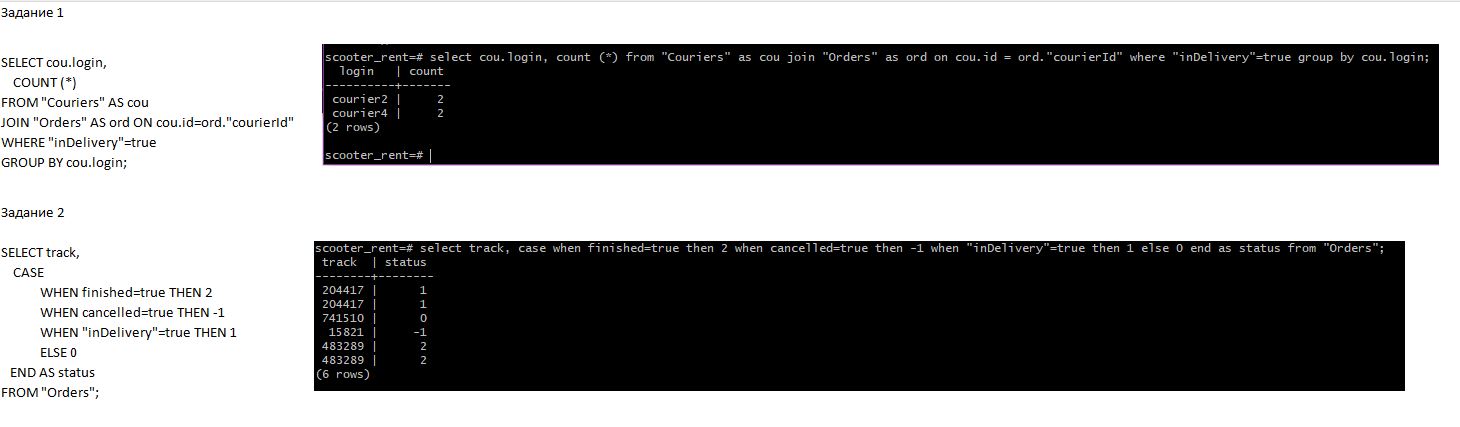 Задание 1
SELECT cou.login,
COUNT (*)
FROM "Couriers" AS cou
JOIN "Orders" AS ord ON cou.id=ord."courierId"
WHERE "inDelivery"=true
GROUP BY cou.login;
scooter_rent=# select cou.login, count (*) from "Couriers" as cou join "Orders" as ord on cou.id = ord."courierId" where "inDelivery"=true group by cou.login;
login | count
----------+-------
courier2 | 2
courier4 | 2
(2 rows)
scooter_rent=#
Задание 2
SELECT track,
CASE
WHEN finished=true THEN 2
WHEN cancelled=true THEN -1
WHEN "inDelivery"=true THEN 1
ELSE 0
END AS status
FROM "Orders";
scooter_rent=# select track, case when finished=true then 2 when cancelled=true then -1 when "inDelivery"=true then 1 else 0 end as status from "Orders";
track | status
--------+--------
204417 | 1
204417 | 1
741510 | 0
15821 | -1
483289 | 2
483289 | 2
(6 rows)